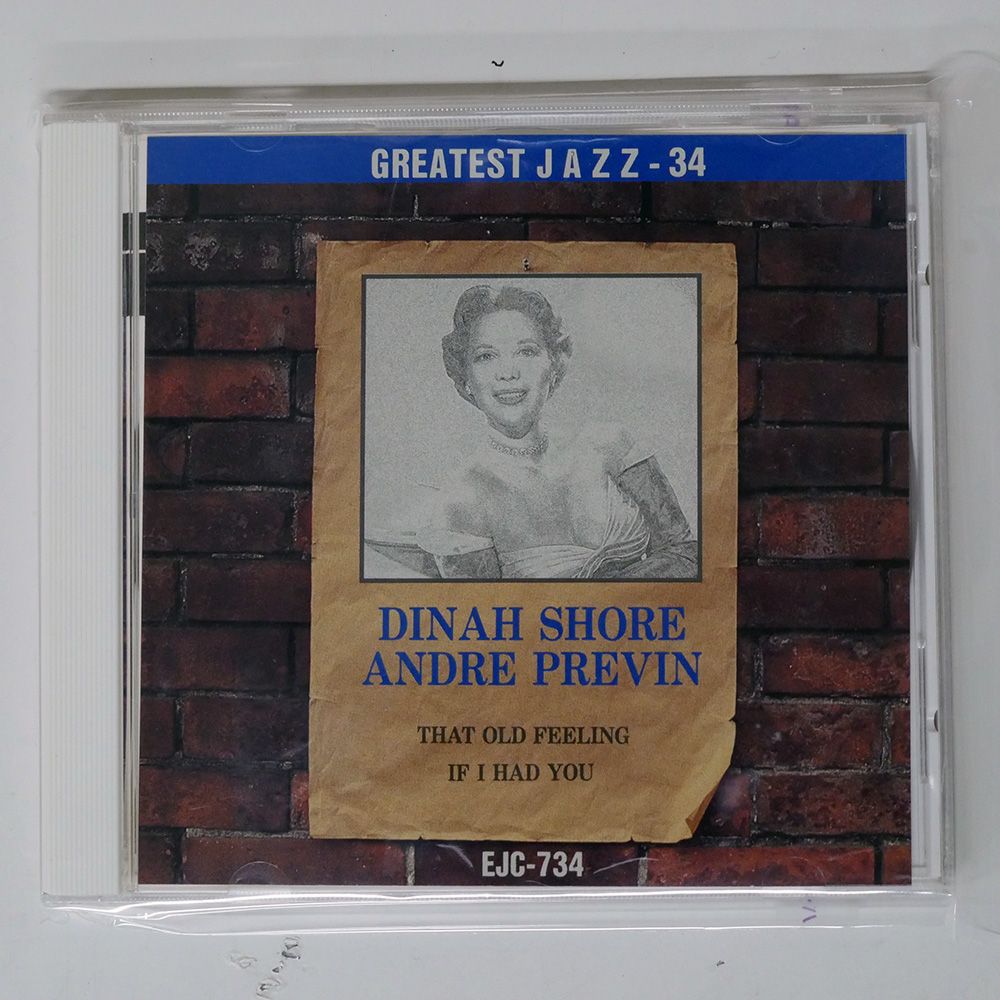 GREATEST JAZZ - 34
DINAH SHORE
ANDRE PREVIN
THAT OLD FEELING
IF I HAD YOU
EJC-734